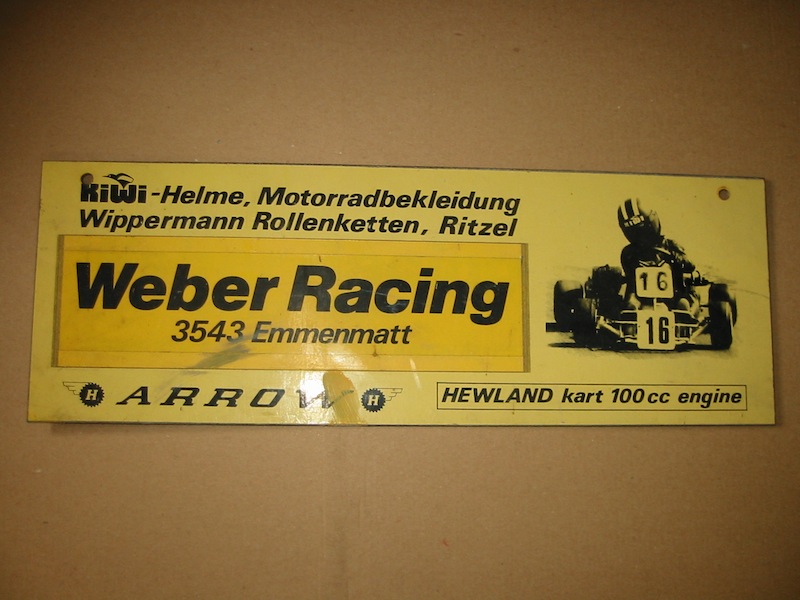 KiWi-Helme, Motorradbekleidung
Wippermann Rollenketten, Ritzel
Weber Racing
3543 Emmenmatt
16
16
H ARROW H
HEWLAND kart 100cc engine